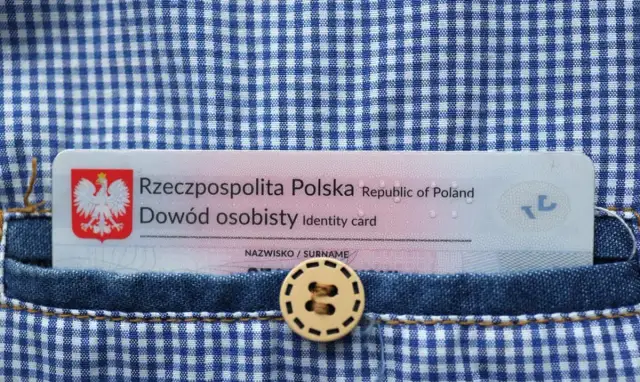 Rzeczpospolita Polska Republic of Poland
Dowód osobisty Identity card
NAZWISKO / SURNAME